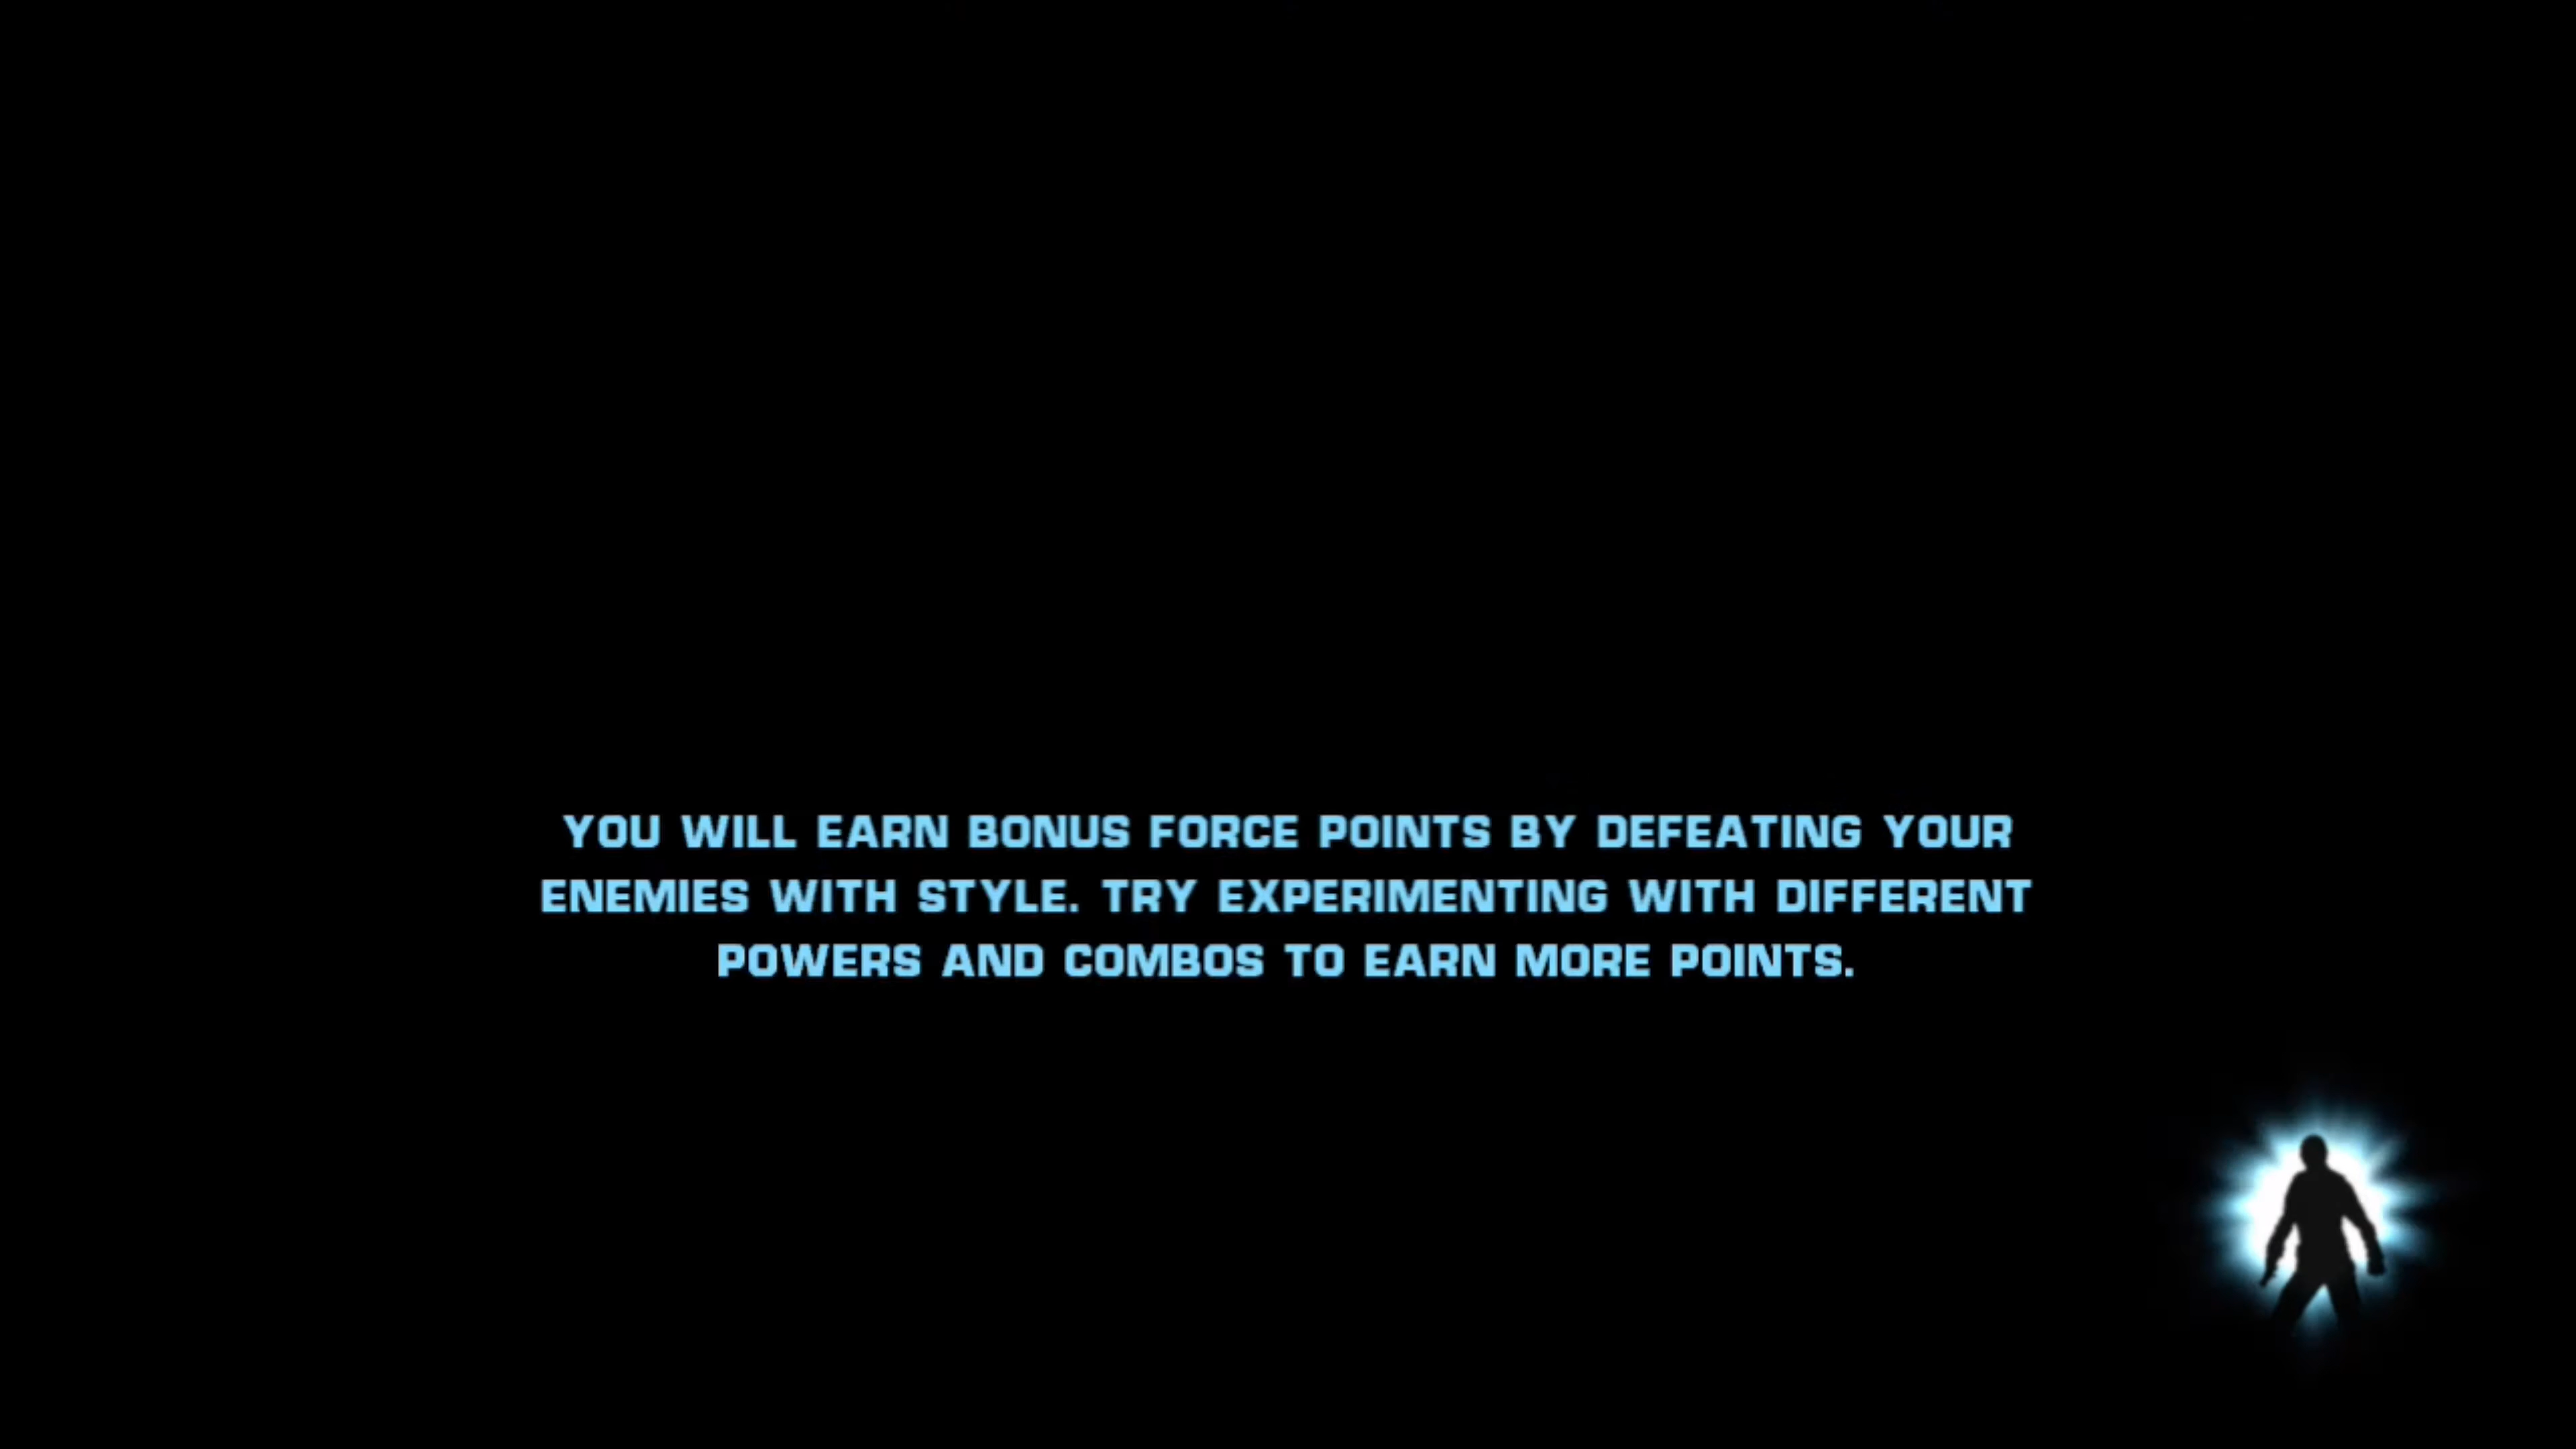 YOU WILL EARN BONUS FORCE POINTS BY DEFEATING YOUR
ENEMIES WITH STYLE. TRY EXPERIMENTING WITH DIFFERENT
POWERS AND COMBOS TO EARN MORE POINTS.